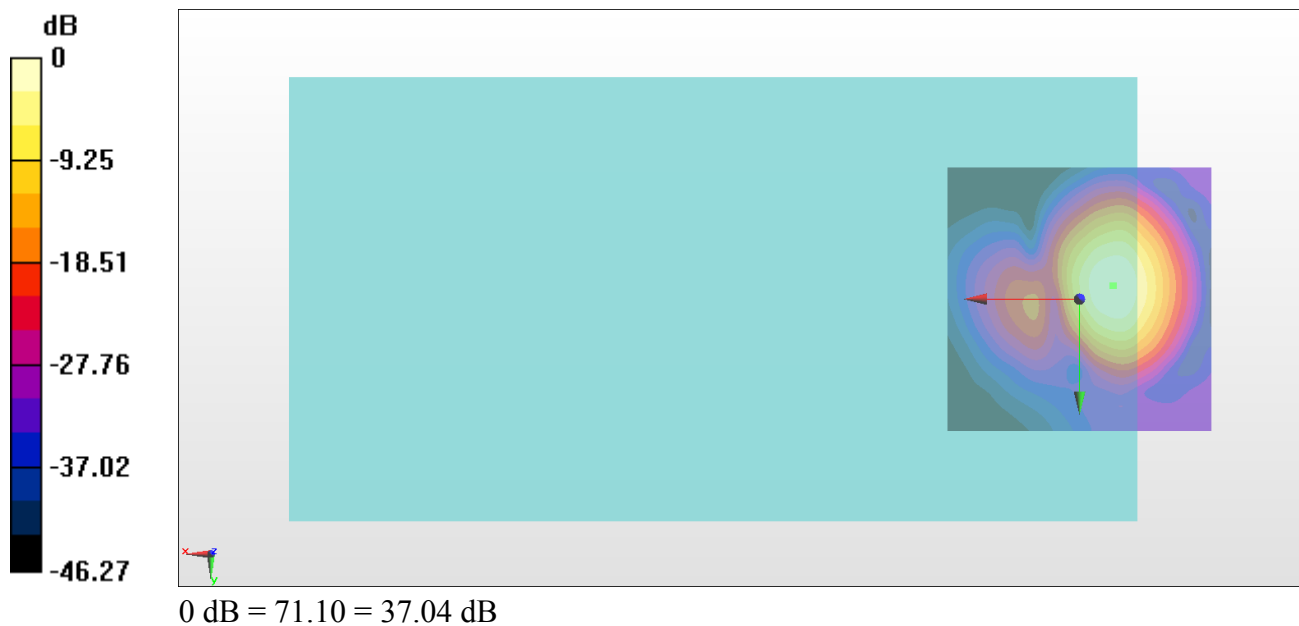 dB
0
-9.25
-18.51
-27.76
-37.02
-46.27
x
z
y
0 dB = 71.10 = 37.04 dB